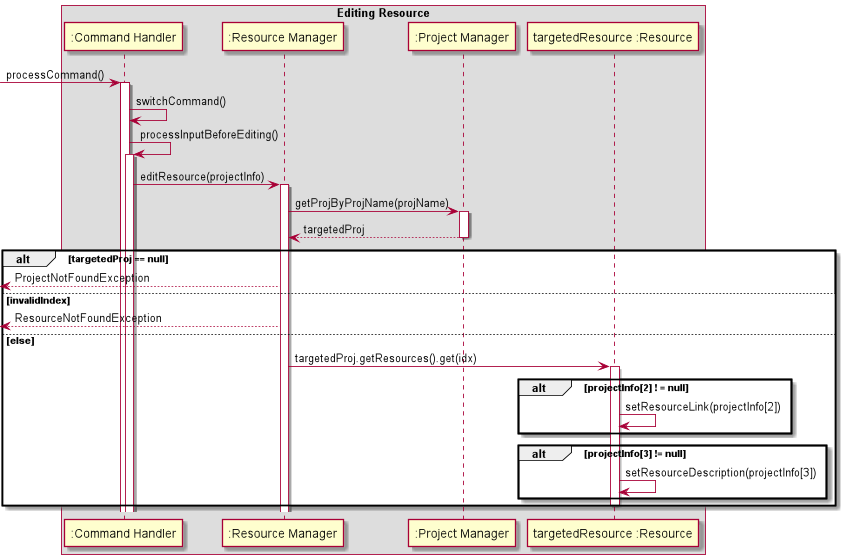 Editing Resource
:Command Handler
:Resource Manager
:Project Manager
targetedResource :Resource
processCommand()
switchCommand()
processInputBeforeEditing()
editResource(projectInfo)
getProjByProjName(projName)
targetedProj
alt
[targetedProj == null]
ProjectNotFoundException
[invalidIndex]
ResourceNotFoundException
[else]
targetedProj.getResources().get(idx)
alt
[projectInfo[2] != null]
setResourceLink(projectInfo[2])
alt
[projectInfo[3] != null]
setResourceDescription(projectInfo[3])
:Command Handler
:Resource Manager
:Project Manager
targetedResource :Resource